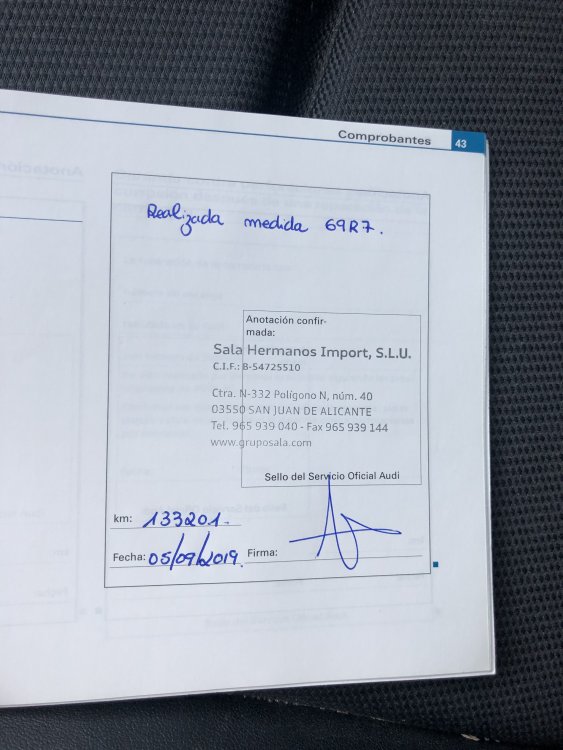 Comprobantes 43
Realizada medida 69R7.
Anotación confir-
mada:
Sala Hermanos Import, S.L.U.
C.I.F.: B-54725510
Ctra. N-332 Polígono N, núm. 40
03550 SAN JUAN DE ALICANTE
Tel. 965 939 040 - Fax 965 939 144
www.gruposala.com
Sello del Servicio Oficial Audi
km: 133201.-
Fecha: 05/09/2019. Firma: